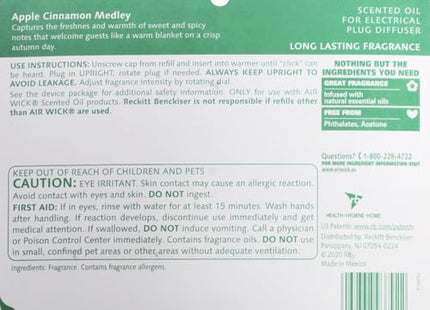 Apple Cinnamon Medley
Captures the freshnes and warmth of sweet and spicy
notes that welcome guests like a warm blanket on a crisp
autumn day.
SCENTED OIL
FOR ELECTRICAL
PLUG DIFFUSER
LONG LASTING FRAGRANCE
USE INSTRUCTIONS: Unscrew cap from refill and insert into warmer until "click" can
be heard. Plug in UPRIGHT, rotate plug if needed. ALWAYS KEEP UPRIGHT TO
AVOID LEAKAGE. Adjust fragrance intensity by rotating dial.
See the device package for additional safety information. ONLY for use with AIR
WICK® Scented Oil products. Reckitt Benckiser is not responsible if refills other
than AIR WICK® are used.
NOTHING BUT THE
INGREDIENTS YOU NEED
GREAT FRAGRANCE
Infused with
natural essential oils
FREE FROM
Phthalates, Acetone
Questions? 1-800-228-4722
FOR MORE INGREDIENT INFORMATION VISIT
www.airwick.us
KEEP OUT OF REACH OF CHILDREN AND PETS
CAUTION: EYE IRRITANT. Skin contact may cause an allergic reaction.
Avoid contact with eyes and skin. DO NOT ingest.
FIRST AID: If in eyes, rinse with water for at least 15 minutes. Wash hands
after handling. If reaction develops, discontinue use immediately and get
medical attention. If swallowed, DO NOT induce vomiting. Call a physician
or Poison Control Center immediately. Contains fragrance oils. DO NOT use
in small, confined pet areas or other areas without adequate ventilation.
Ingredients: Fragrance. Contains fragrance allergens.
HEALTH • HYGIENE • HOME
US Patents: www.rb.com/patents
Distributed by: Reckitt Benckiser
Parsippany, NJ 07054-0224
© 2020 RB
Made in Mexico